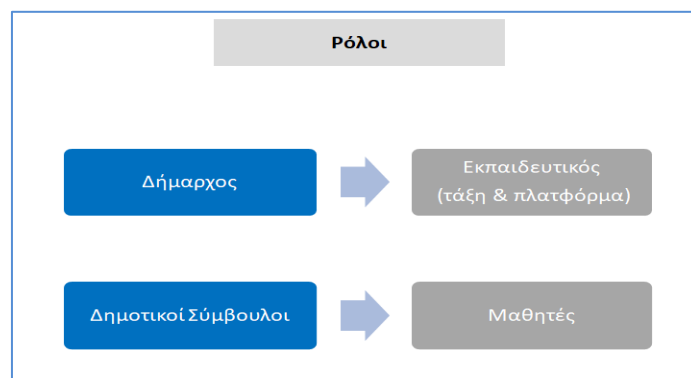 Ρόλοι
Δήμαρχος
Εκπαιδευτικός
(τάξη & πλατφόρμα)
Δημοτικοί Σύμβουλοι
Μαθητές